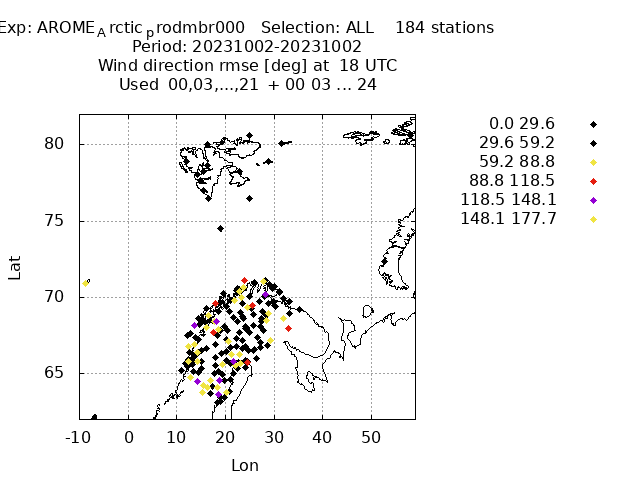 Exp: AROME_Arctic_prodmbr000 Selection: ALL 184 stations
Period: 20231002-20231002
Wind direction rmse [deg] at 18 UTC
Used 00,03,...,21 + 00 03 ... 24
0.0 29.6
29.6 59.2
59.2 88.8
88.8 118.5
118.5 148.1
148.1 177.7
80
75
70
65
Lat
-10 0 10 20 30 40 50
Lon